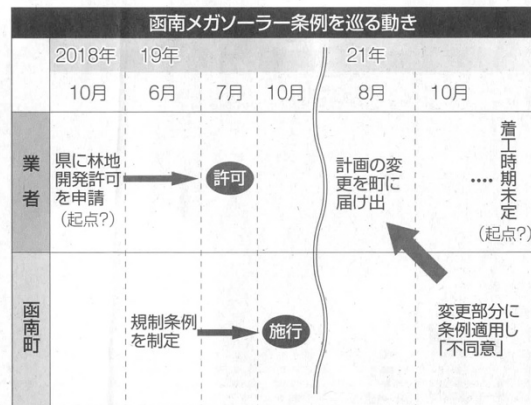 函南メガソーラー条例を巡る動き
2018年 19年 21年
10月 6月 7月 10月 8月 10月
業者
県に林地
開発許可
を申請
(起点?)
許可
計画の変
更を町に
届け出
‥‥
着工時期未定
(起点?)
函南町
規制条例
を制定
施行
変更部分に
条例適用し
「不同意」